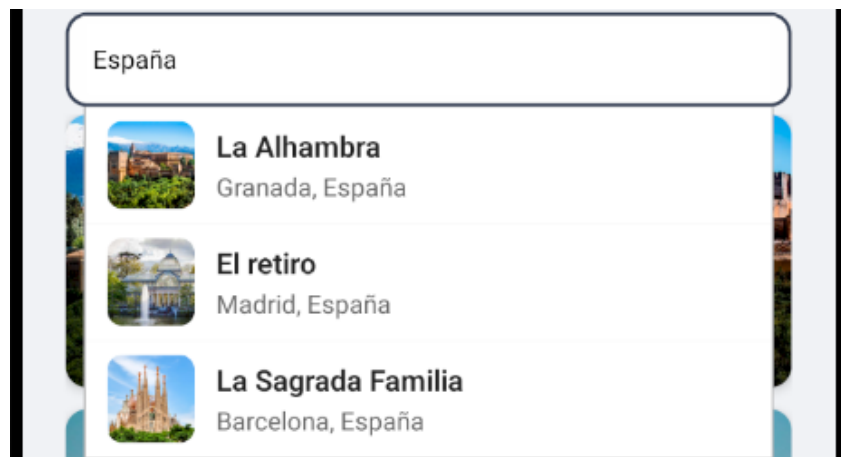 España
La Alhambra
Granada, España
El retiro
Madrid, España
La Sagrada Familia
Barcelona, España